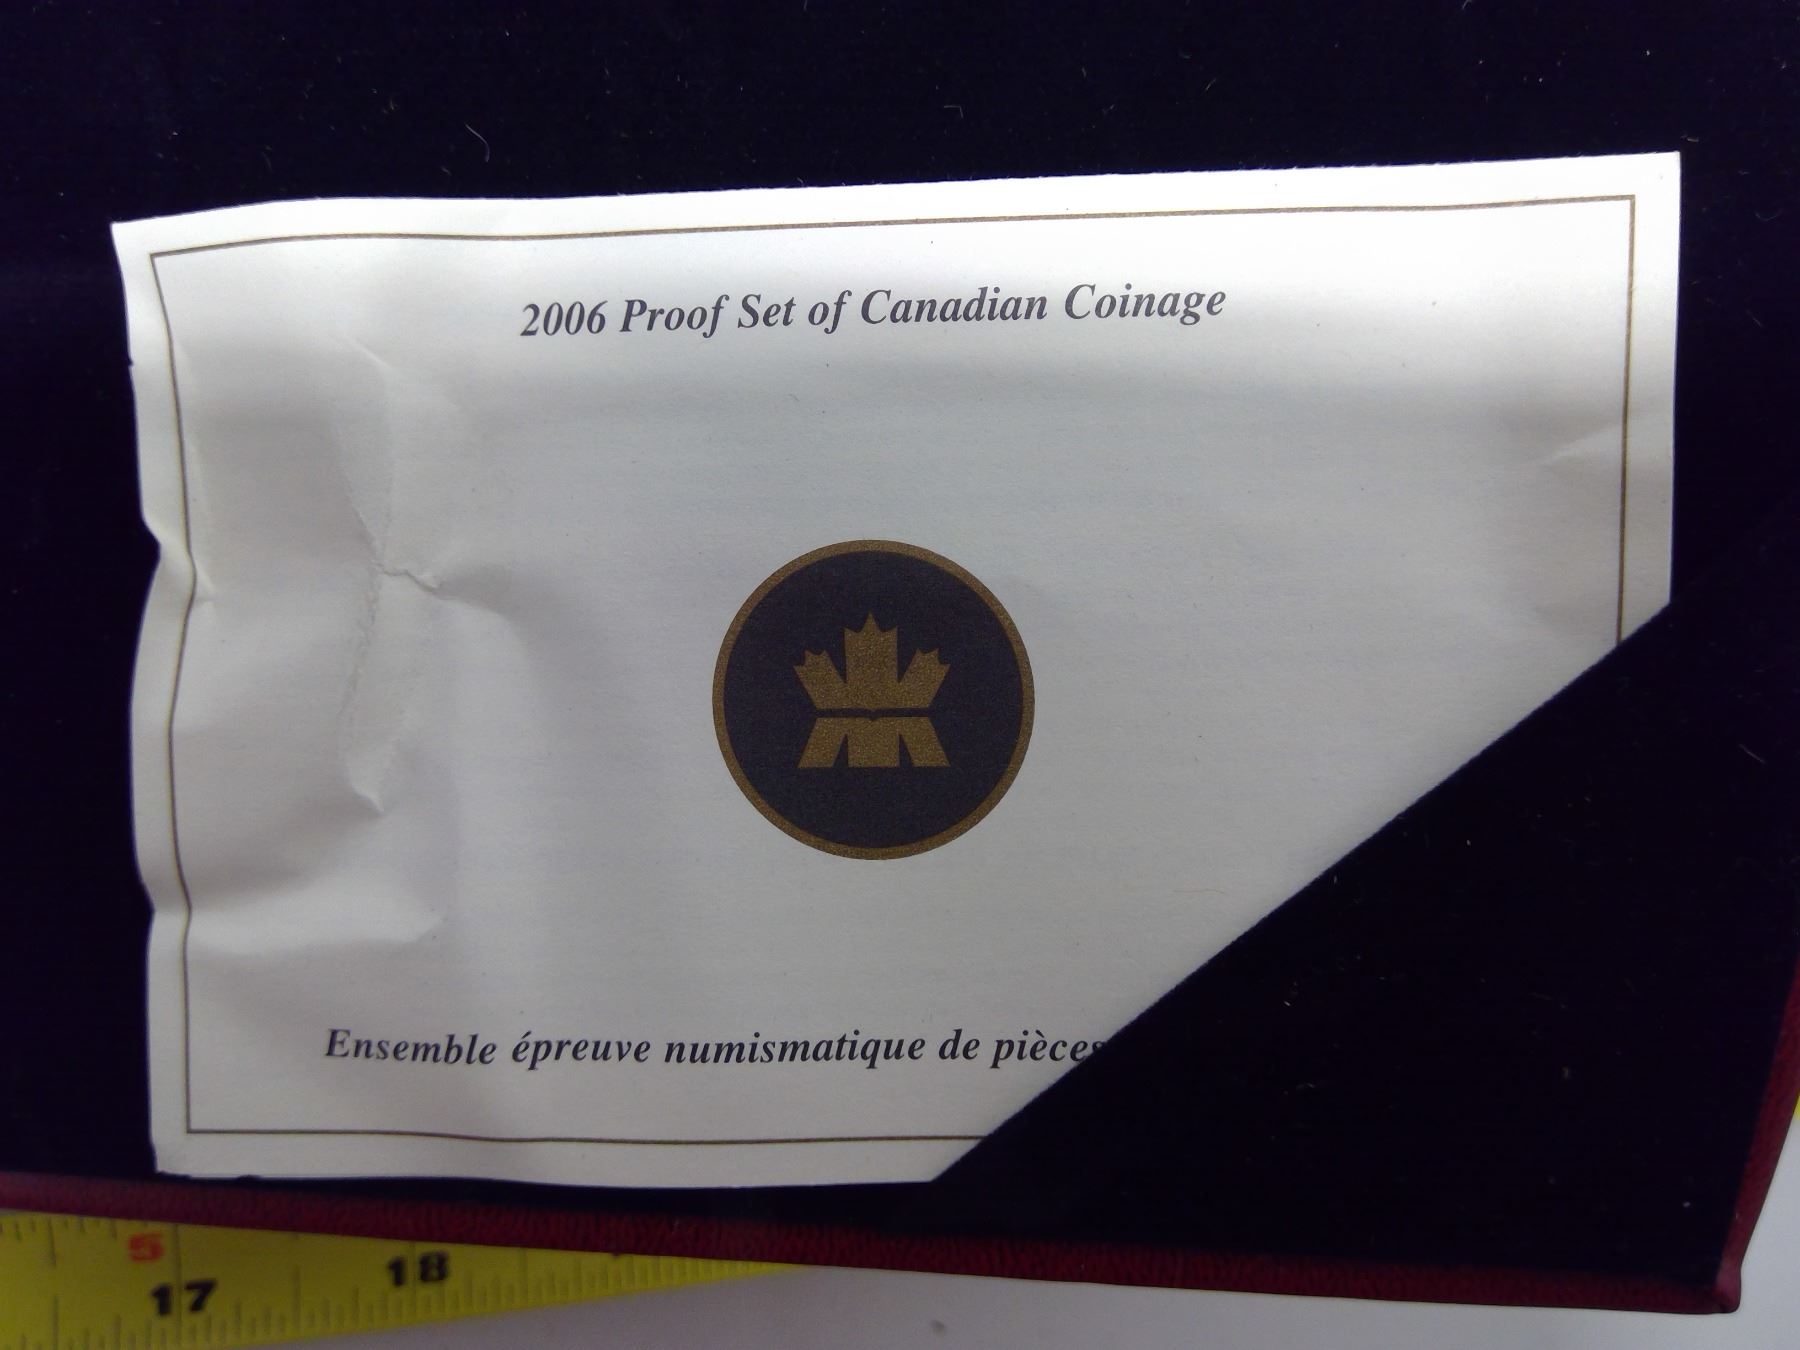 2006 Proof Set of Canadian Coinage
Ensemble épreuve numismatique de pièces
5
17 18